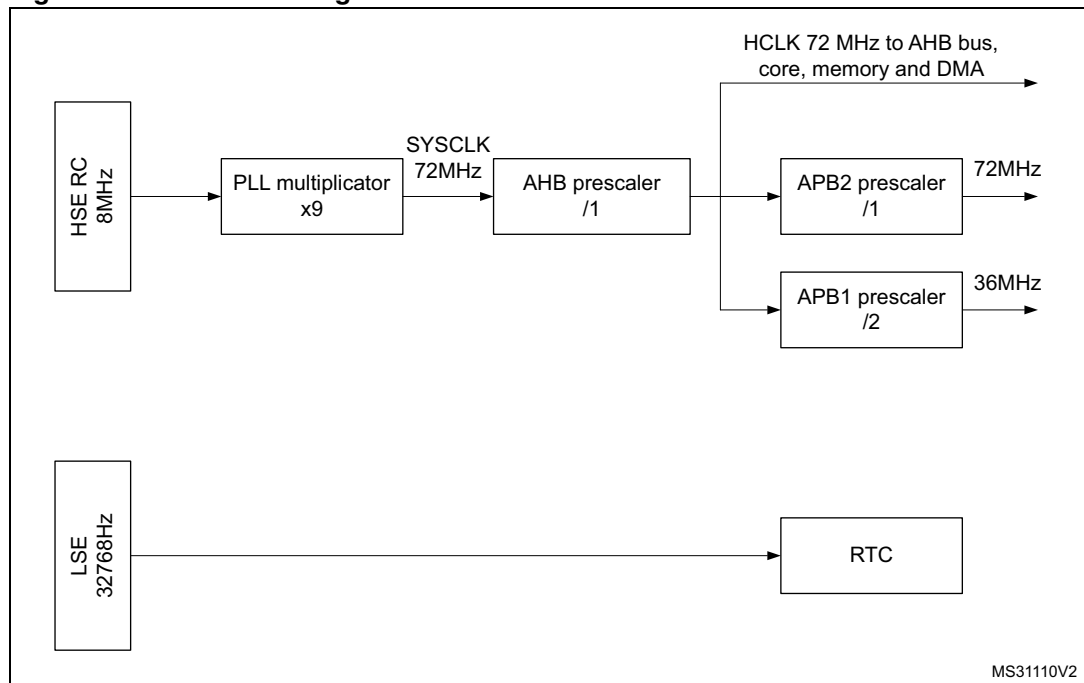 HCLK 72 MHz to AHB bus,
core, memory and DMA
HSE RC
8MHz
PLL multiplicator
x9
SYSCLK
72MHz
AHB prescaler
/1
APB2 prescaler
/1
72MHz
APB1 prescaler
/2
36MHz
LSE
32768Hz
RTC
MS31110V2